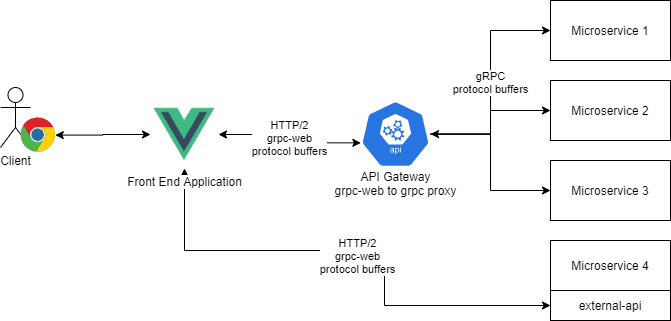 Microservice 1
gRPC
protocol buffers
Microservice 2
HTTP/2
grpc-web
protocol buffers
api
Client
Front End Application
API Gateway
grpc-web to grpc proxy
Microservice 3
HTTP/2
grpc-web
protocol buffers
Microservice 4
external-api